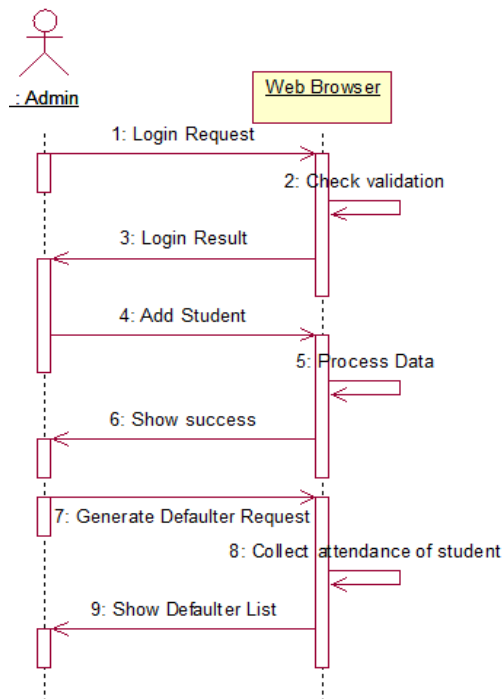 : Admin
Web Browser
1: Login Request
2: Check validation
3: Login Result
4: Add Student
5: Process Data
6: Show success
7: Generate Defaulter Request
8: Collect attendance of student
9: Show Defaulter List